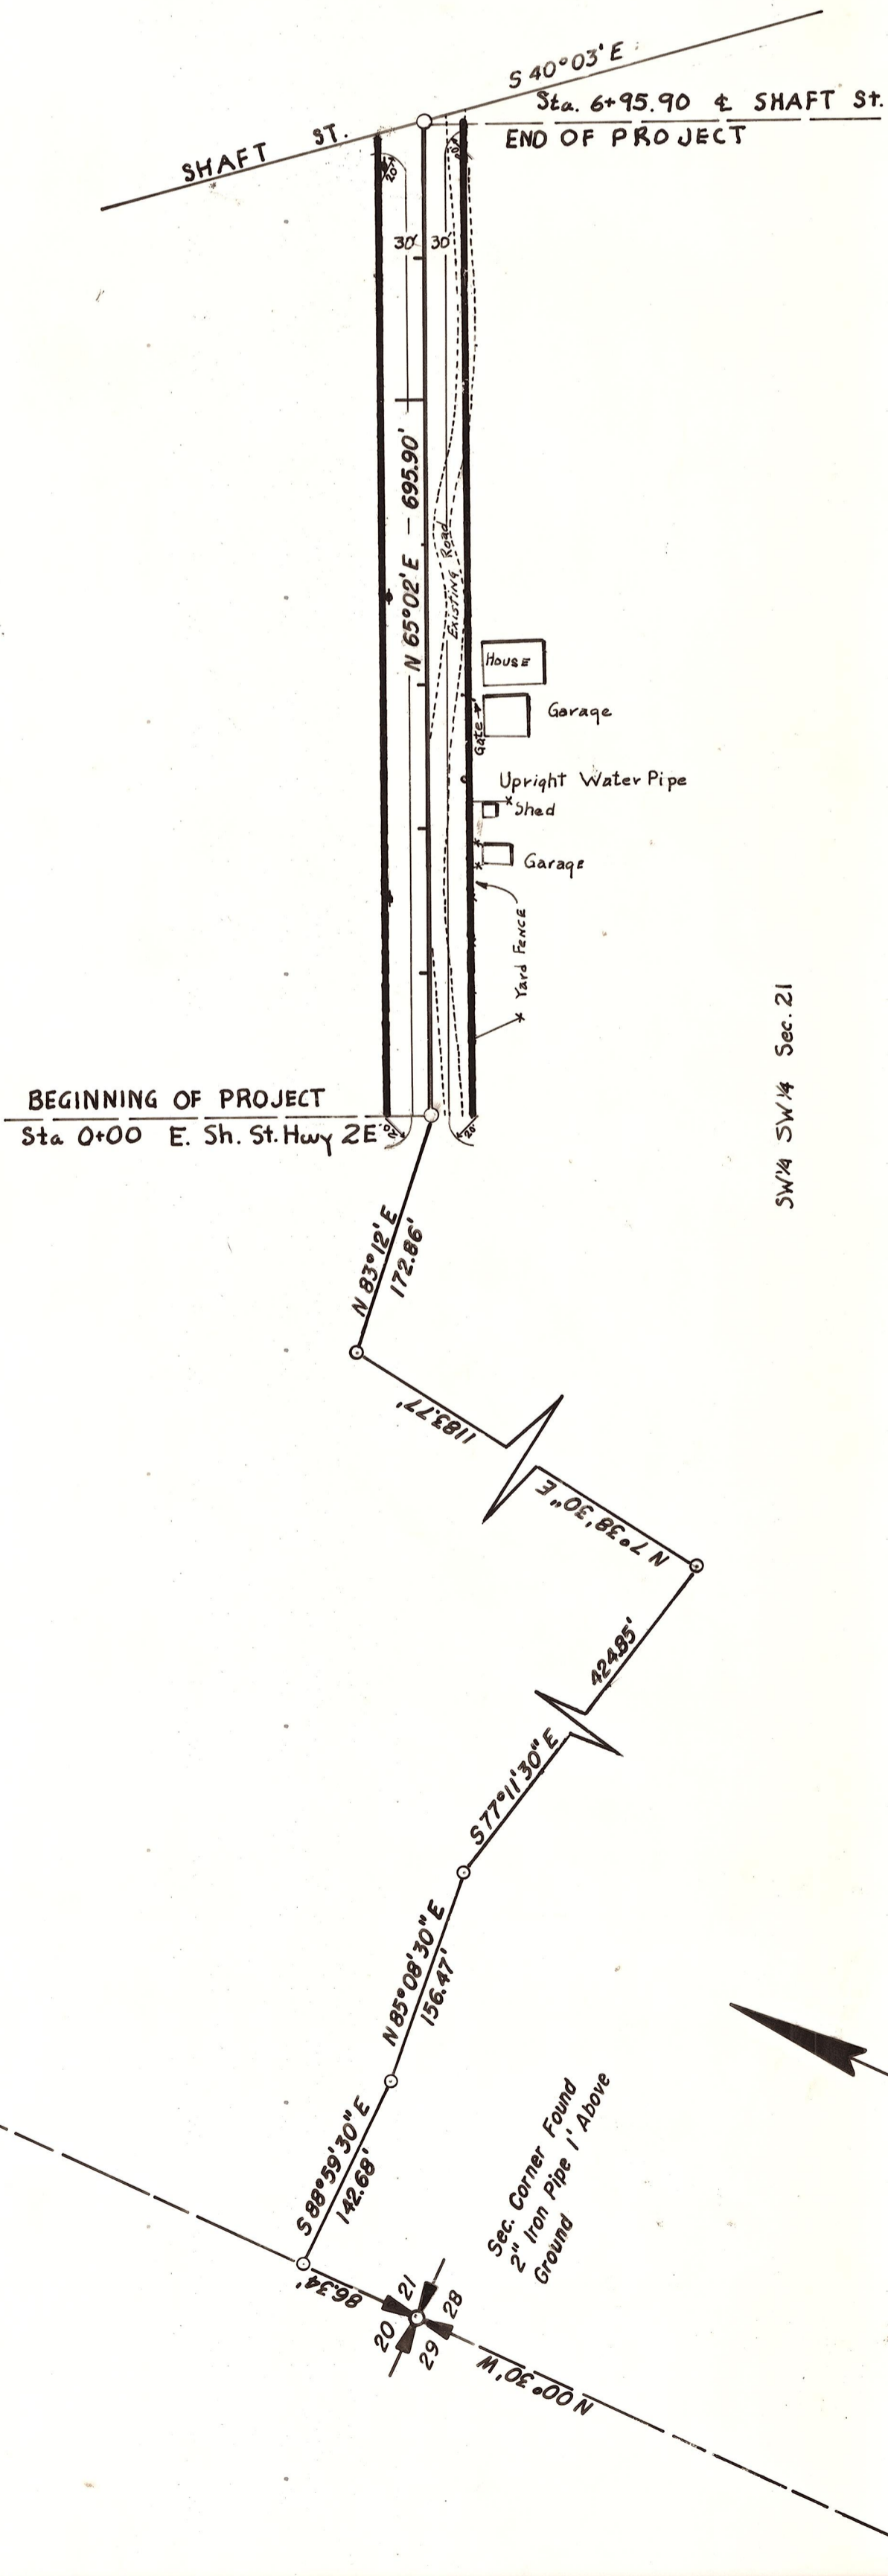 S 40°03' E
Sta. 6+95.90 ℄ SHAFT St.
END OF PROJECT
SHAFT ST.
20'
20'
30'
30'
N 65°02' E - 695.90'
Existing Road
House
Garage
Gate
Upright Water Pipe
Shed
Garage
Yard Fence
SW¼ SW¼ Sec. 21
BEGINNING OF PROJECT
Sta 0+00 E. Sh. St. Hwy 2E
20'
20'
N 83°12' E
172.86'
1183.77'
N 7°38'30" E
424.85'
S 77°11'30" E
N 85°08'30" E
156.47'
S 88°59'30" E
142.68'
Sec. Corner Found
2" Iron Pipe 1' Above
Ground
86.34'
21
20
28
29
N 00°30' W